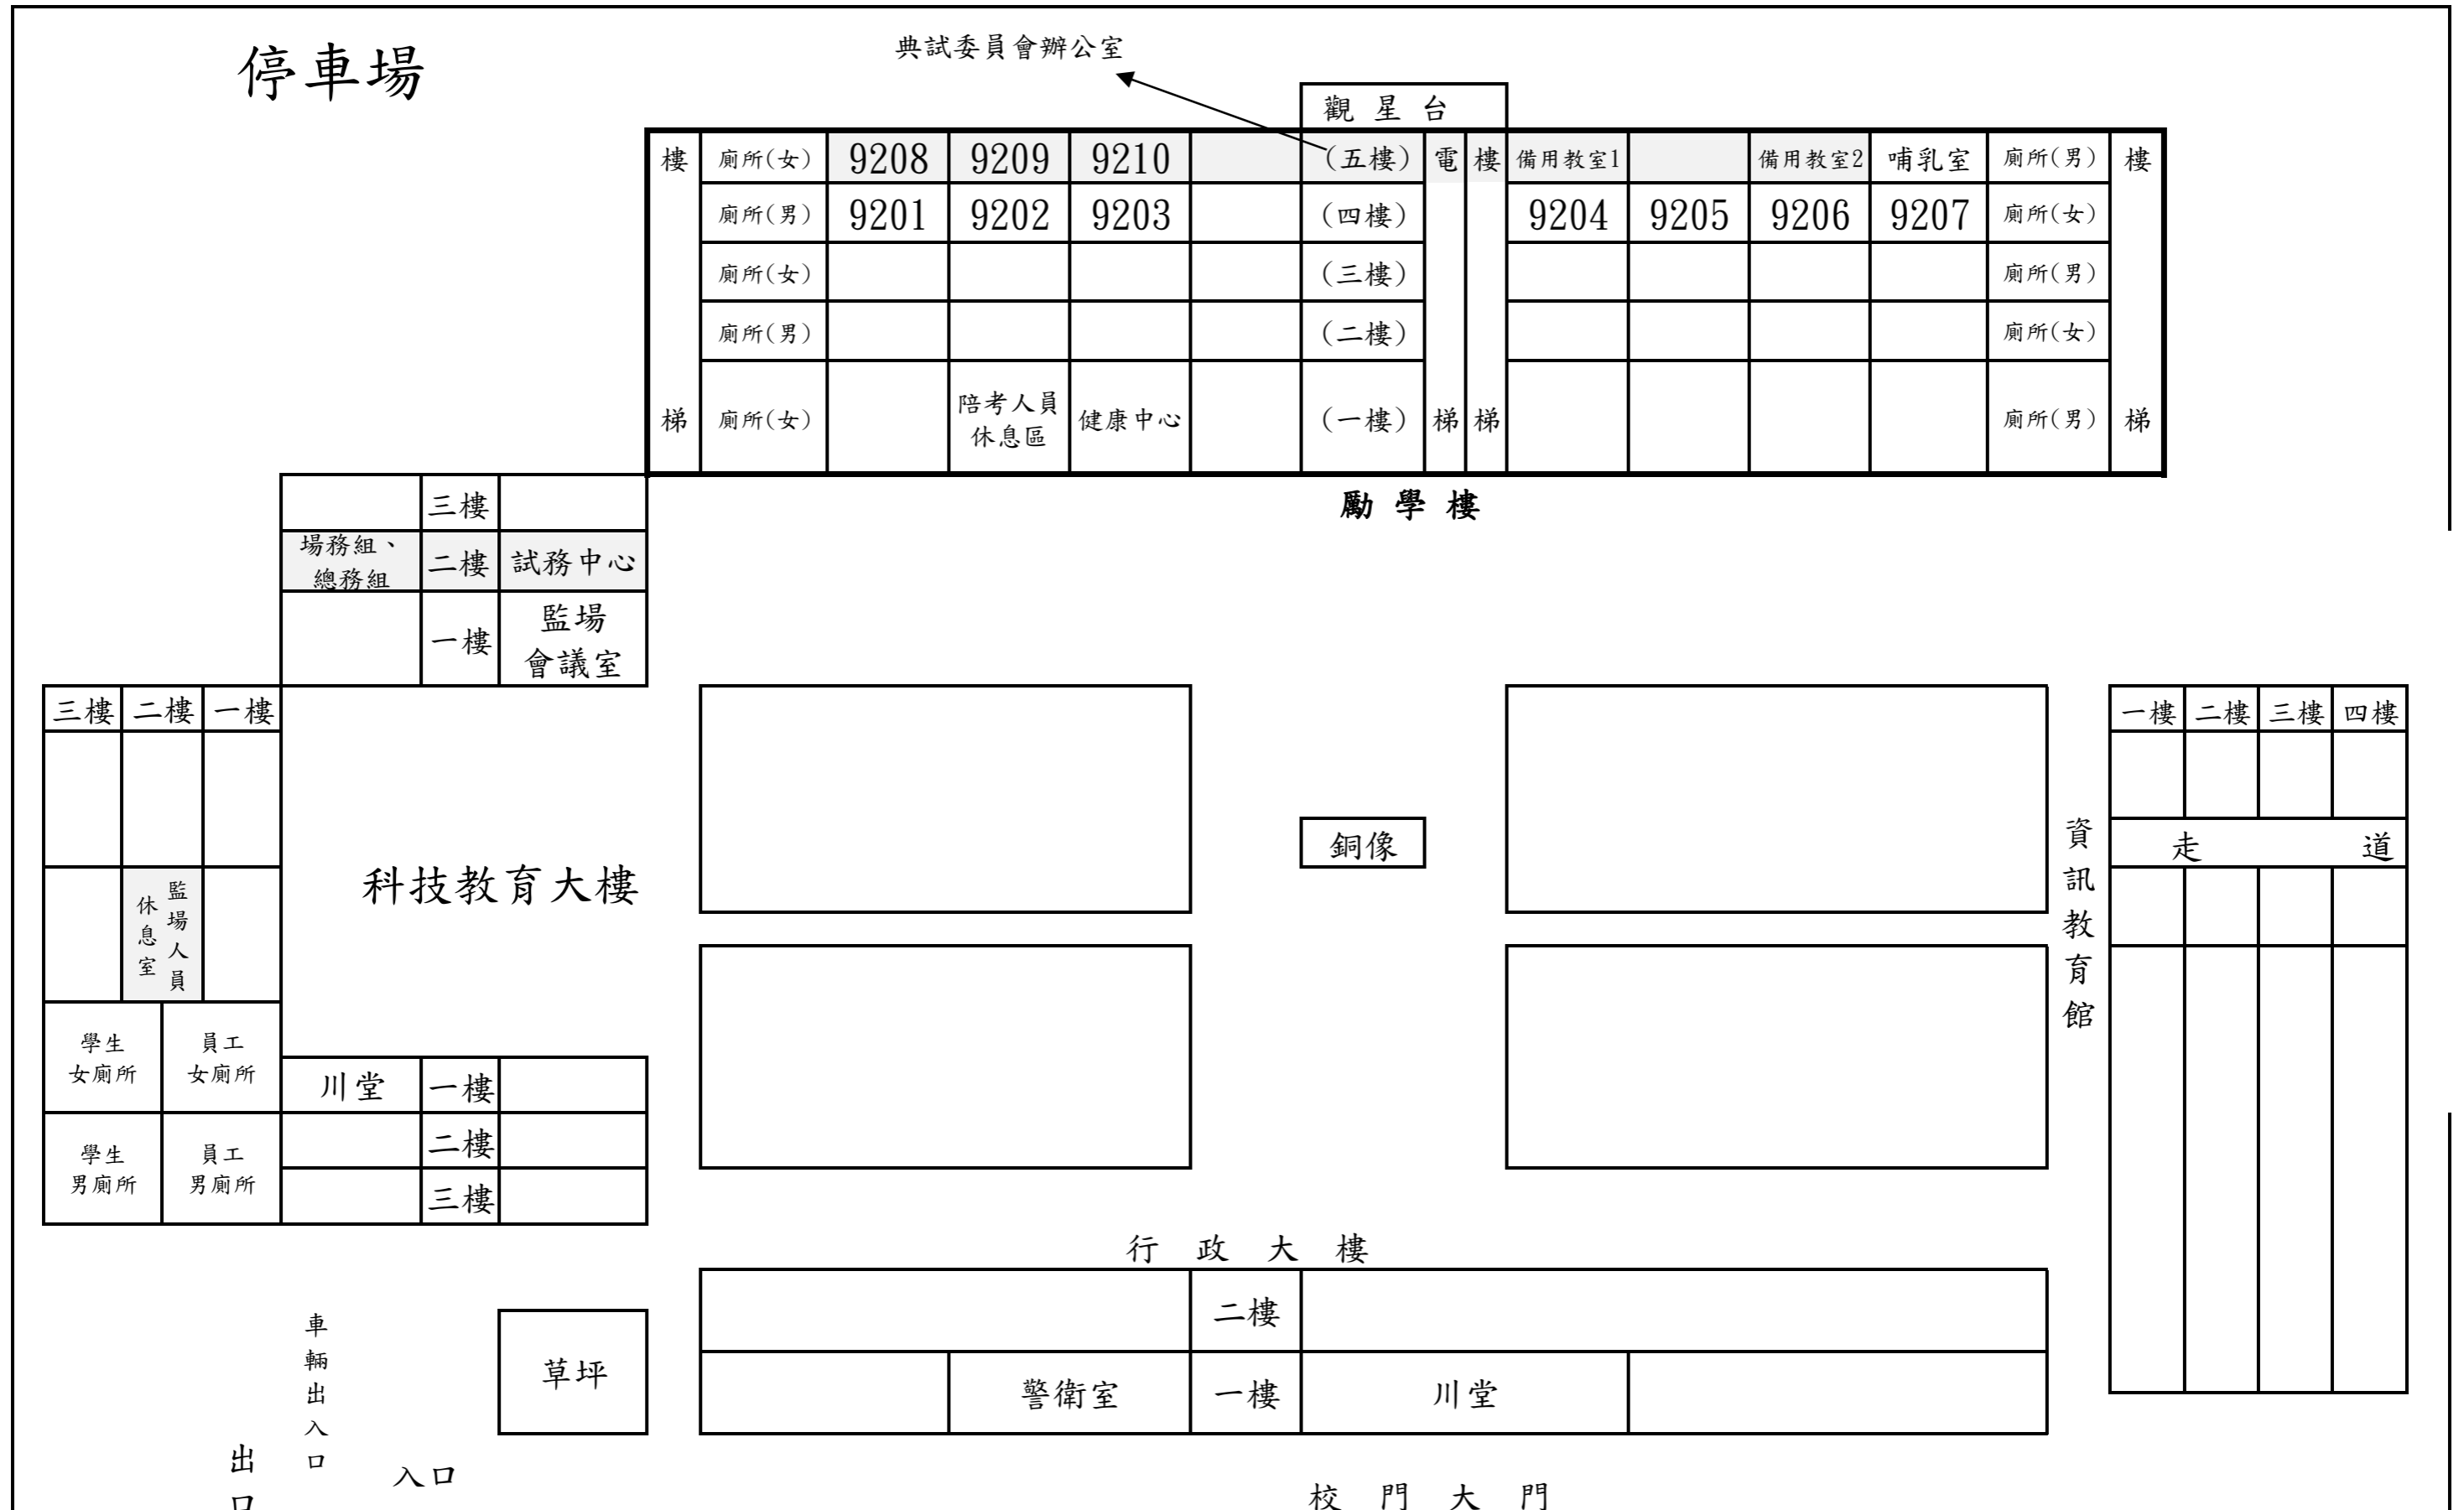 停車場
典試委員會辦公室
觀星台
樓 廁所(女) 9208 9209 9210 (五樓) 電 樓 備用教室1 備用教室2 哺乳室 廁所(男) 樓
廁所(男) 9201 9202 9203 (四樓) 9204 9205 9206 9207 廁所(女)
廁所(女) (三樓) 廁所(男)
廁所(男) (二樓) 廁所(女)
梯 廁所(女) 陪考人員 健康中心 (一樓) 梯 梯 廁所(男) 梯
休息區
勵學樓
三樓
場務組、 二樓 試務中心
總務組
一樓 監場
會議室
三樓 二樓 一樓
監場人員
休息室
科技教育大樓
學生 員工
女廁所 女廁所
學生 員工
男廁所 男廁所
川堂 一樓
二樓
三樓
銅像
資訊教育館
一樓 二樓 三樓 四樓
走道
行政大樓
二樓
警衛室 一樓 川堂
草坪
車輛出入口
出口
入口
校門大門